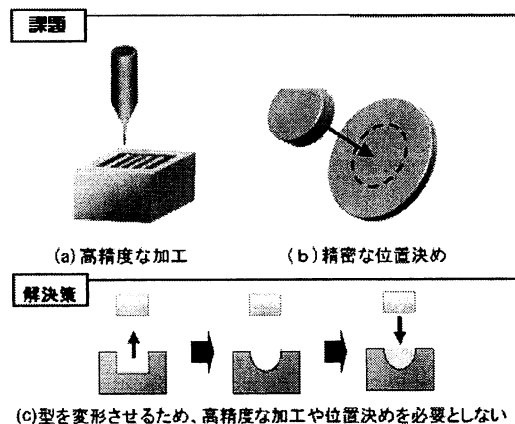 課題
(a)高精度な加工
(b)精密な位置決め
解決策
(c)型を変形させるため、高精度な加工や位置決めを必要としない